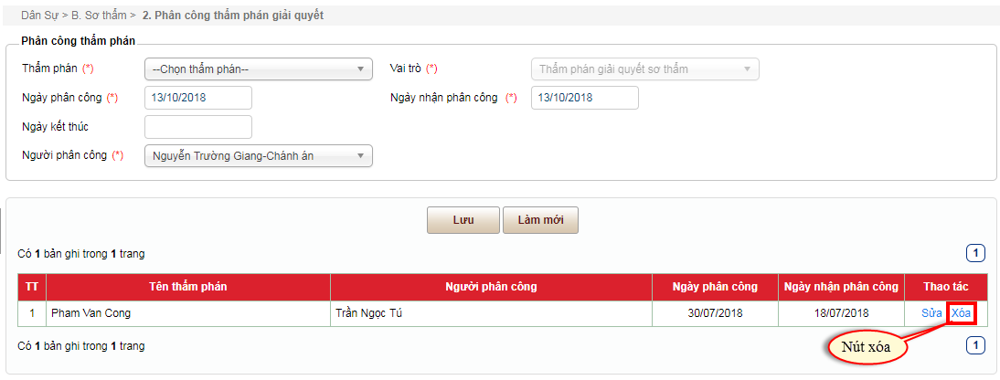 Dân Sự > B. Sơ thẩm > 2. Phân công thẩm phán giải quyết
Phân công thẩm phán
Thẩm phán (*) --Chọn thẩm phán-- Vai trò (*) Thẩm phán giải quyết sơ thẩm
Ngày phân công (*) 13/10/2018 Ngày nhận phân công (*) 13/10/2018
Ngày kết thúc
Người phân công (*) Nguyễn Trường Giang-Chánh án
Lưu Làm mới
Có 1 bản ghi trong 1 trang 1
TT Tên thẩm phán Người phân công Ngày phân công Ngày nhận phân công Thao tác
1 Pham Van Cong Trần Ngọc Tú 30/07/2018 18/07/2018 Sửa Xóa
Có 1 bản ghi trong 1 trang 1
Nút xóa